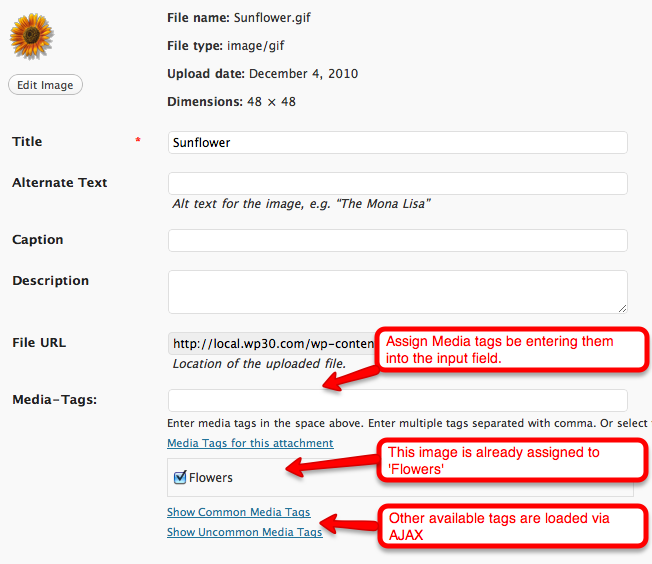 File name: Sunflower.gif
File type: image/gif
Edit Image
Upload date: December 4, 2010
Dimensions: 48 × 48
Title * Sunflower
Alternate Text
Alt text for the image, e.g. "The Mona Lisa"
Caption
Description
File URL http://local.wp30.com/wp-conten
Location of the uploaded file.
Assign Media tags be entering them
into the input field.
Media-Tags:
Enter media tags in the space above. Enter multiple tags separated with comma. Or select
Media Tags for this attachment
Flowers
This image is already assigned to
'Flowers'
Show Common Media Tags
Show Uncommon Media Tags
Other available tags are loaded via
AJAX